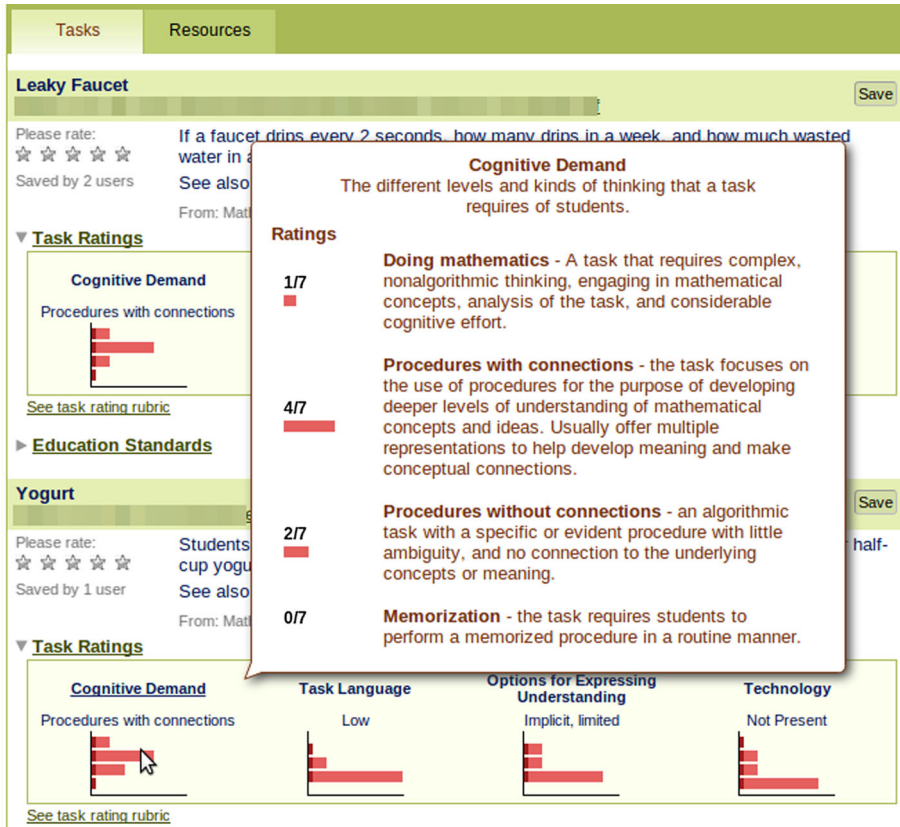 Tasks
Resources
Leaky Faucet
Save
Please rate:
If a faucet drips every 2 seconds, how many drips in a week, and how much wasted
water in a
Saved by 2 users
See also
From: Mat
Task Ratings
Cognitive Demand
Procedures with connections
See task rating rubric
Education Standards
Cognitive Demand
The different levels and kinds of thinking that a task
requires of students.
Ratings
1/7
Doing mathematics - A task that requires complex,
nonalgorithmic thinking, engaging in mathematical
concepts, analysis of the task, and considerable
cognitive effort.
4/7
Procedures with connections - the task focuses on
the use of procedures for the purpose of developing
deeper levels of understanding of mathematical
concepts and ideas. Usually offer multiple
representations to help develop meaning and make
conceptual connections.
2/7
Procedures without connections - an algorithmic
task with a specific or evident procedure with little
ambiguity, and no connection to the underlying
concepts or meaning.
0/7
Memorization - the task requires students to
perform a memorized procedure in a routine manner.
Yogurt
Save
Please rate:
Students
half-
cup yogu
Saved by 1 user
See also
From: Mat
Task Ratings
Cognitive Demand
Procedures with connections
Task Language
Low
Options for Expressing
Understanding
Implicit, limited
Technology
Not Present
See task rating rubric